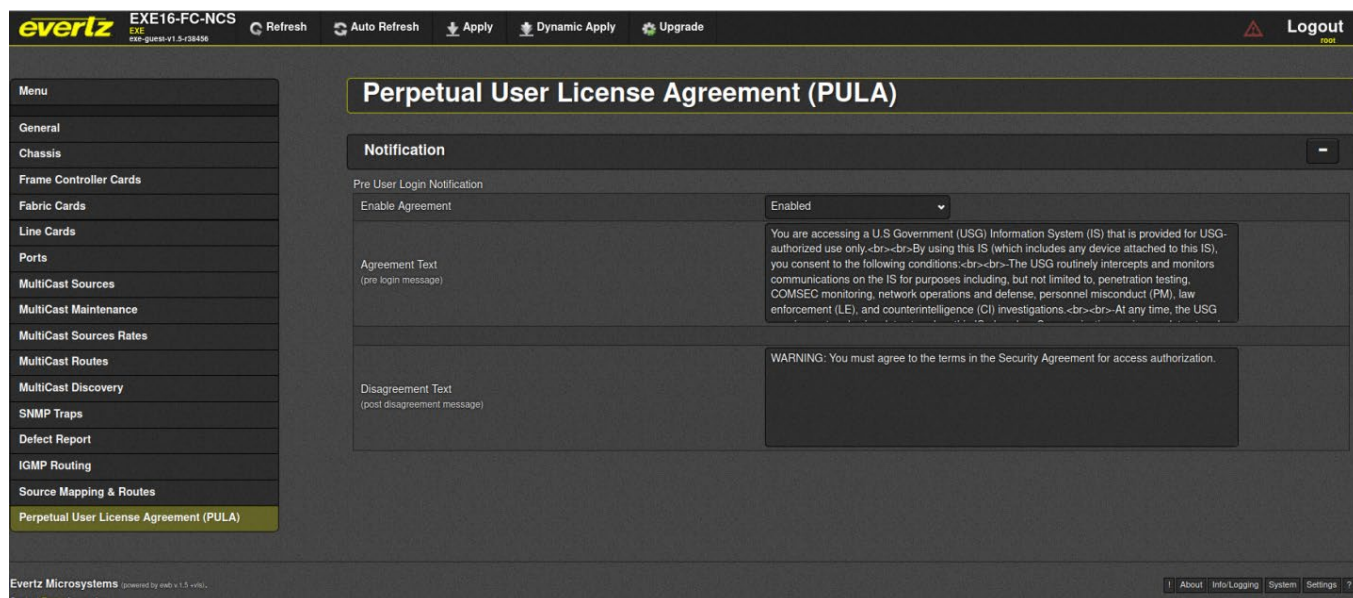 evertz
EXE16-FC-NCS
EXE
exe-guest-v1.5-r38456
Refresh
Auto Refresh
Apply
Dynamic Apply
Upgrade
Logout
root
Menu
General
Chassis
Frame Controller Cards
Fabric Cards
Line Cards
Ports
MultiCast Sources
MultiCast Maintenance
MultiCast Sources Rates
MultiCast Routes
MultiCast Discovery
SNMP Traps
Defect Report
IGMP Routing
Source Mapping & Routes
Perpetual User License Agreement (PULA)
Perpetual User License Agreement (PULA)
Notification
-
Pre User Login Notification
Enable Agreement
Enabled
Agreement Text
(pre login message)
You are accessing a U.S Government (USG) Information System (IS) that is provided for USG-
authorized use only.<br><br>By using this IS (which includes any device attached to this IS),
you consent to the following conditions:<br><br>-The USG routinely intercepts and monitors
communications on the IS for purposes including, but not limited to, penetration testing,
COMSEC monitoring, network operations and defense, personnel misconduct (PM), law
enforcement (LE), and counterintelligence (CI) investigations.<br><br>-At any time, the USG
Disagreement Text
(post disagreement message)
WARNING: You must agree to the terms in the Security Agreement for access authorization.
Evertz Microsystems (powered by ewb v.1.5
! About Info/Logging System Settings ?